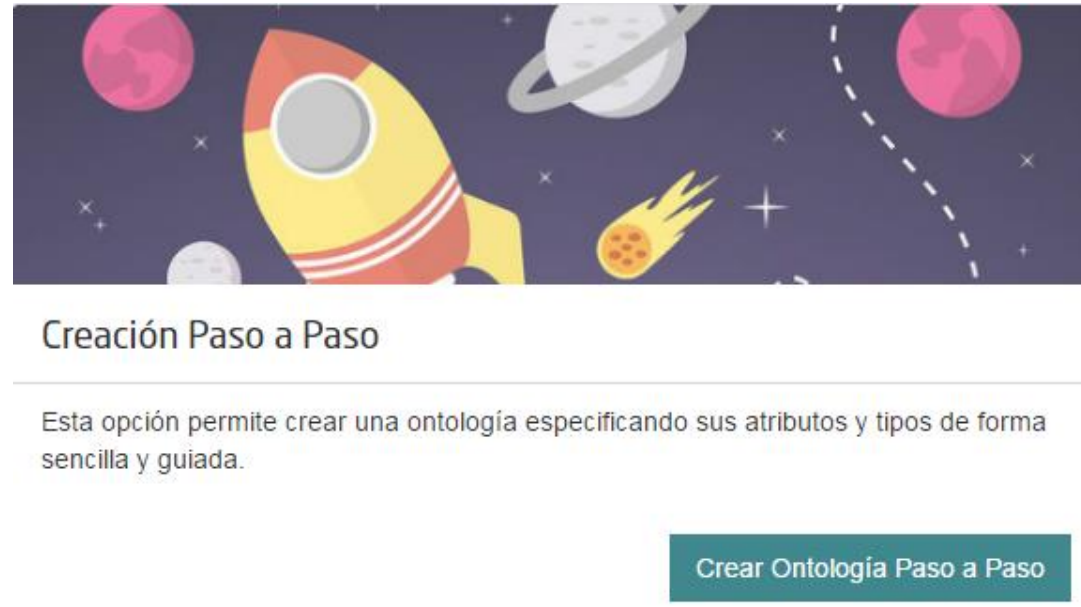 Creación Paso a Paso
Esta opción permite crear una ontología especificando sus atributos y tipos de forma
sencilla y guiada.
Crear Ontología Paso a Paso